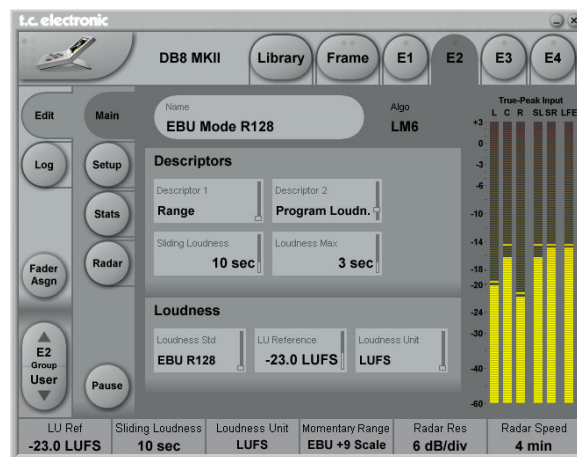 t.c. electronic
DB8 MKII
Library
Frame
E1
E2
E3
E4
Edit
Main
Name
EBU Mode R128
Algo
LM6
True-Peak Input
L C R SL SR LFE
+3
0
-3
-6
-10
-14
-18
-20
-24
-30
-40
-60
Log
Setup
Stats
Radar
Fader
Asgn
E2
Group
User
Pause
Descriptors
Descriptor 1
Range
Descriptor 2
Program Loudn.
Sliding Loudness
10 sec
Loudness Max
3 sec
Loudness
Loudness Std
EBU R128
LU Reference
-23.0 LUFS
Loudness Unit
LUFS
LU Ref
-23.0 LUFS
Sliding Loudness
10 sec
Loudness Unit
LUFS
Momentary Range
EBU +9 Scale
Radar Res
6 dB/div
Radar Speed
4 min